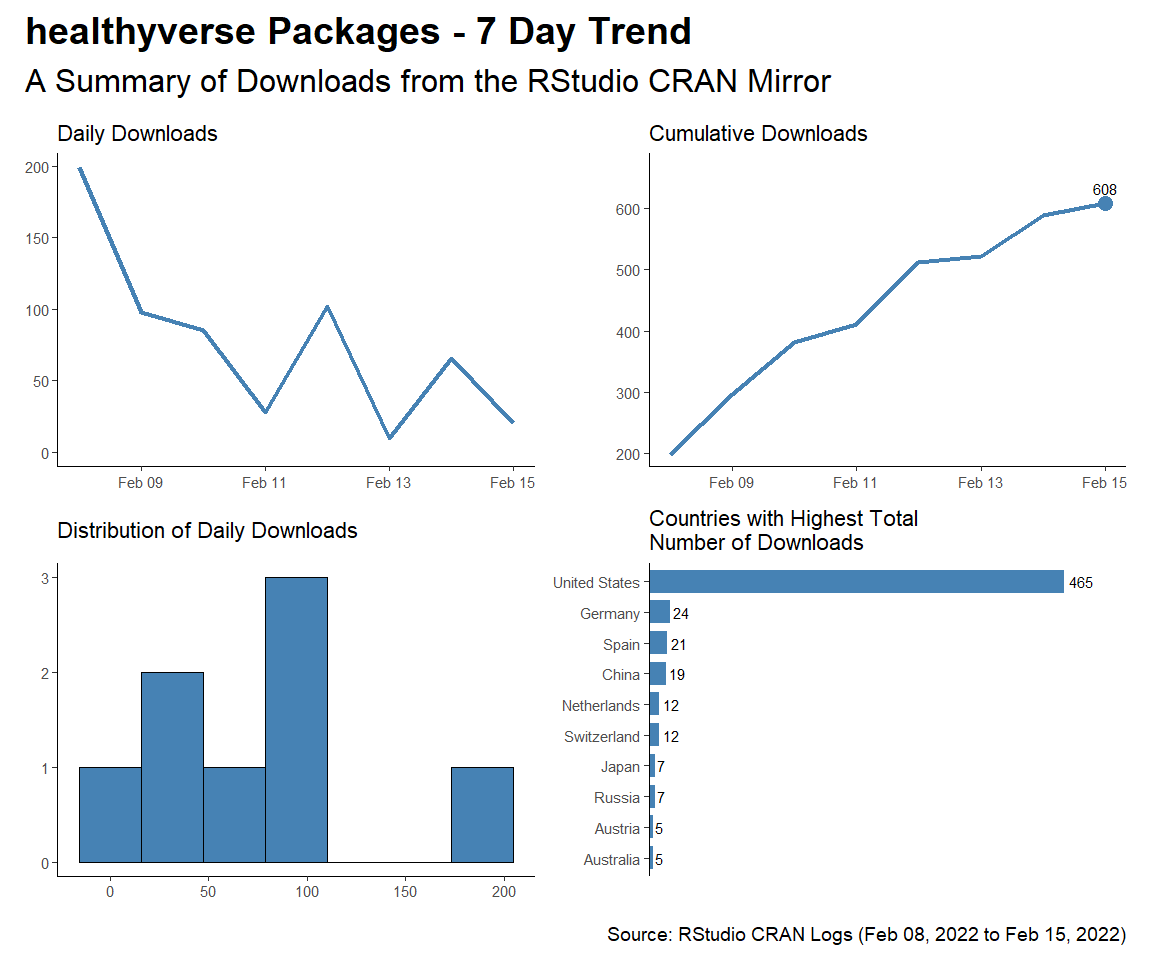 healthyverse Packages - 7 Day Trend
A Summary of Downloads from the RStudio CRAN Mirror
Daily Downloads
200
150
100
50
0
Feb 09 Feb 11 Feb 13 Feb 15
Cumulative Downloads
608
600
500
400
300
200
Feb 09 Feb 11 Feb 13 Feb 15
Distribution of Daily Downloads
3
2
1
0
0 50 100 150 200
Countries with Highest Total
Number of Downloads
United States 465
Germany 24
Spain 21
China 19
Netherlands 12
Switzerland 12
Japan 7
Russia 7
Austria 5
Australia 5
Source: RStudio CRAN Logs (Feb 08, 2022 to Feb 15, 2022)